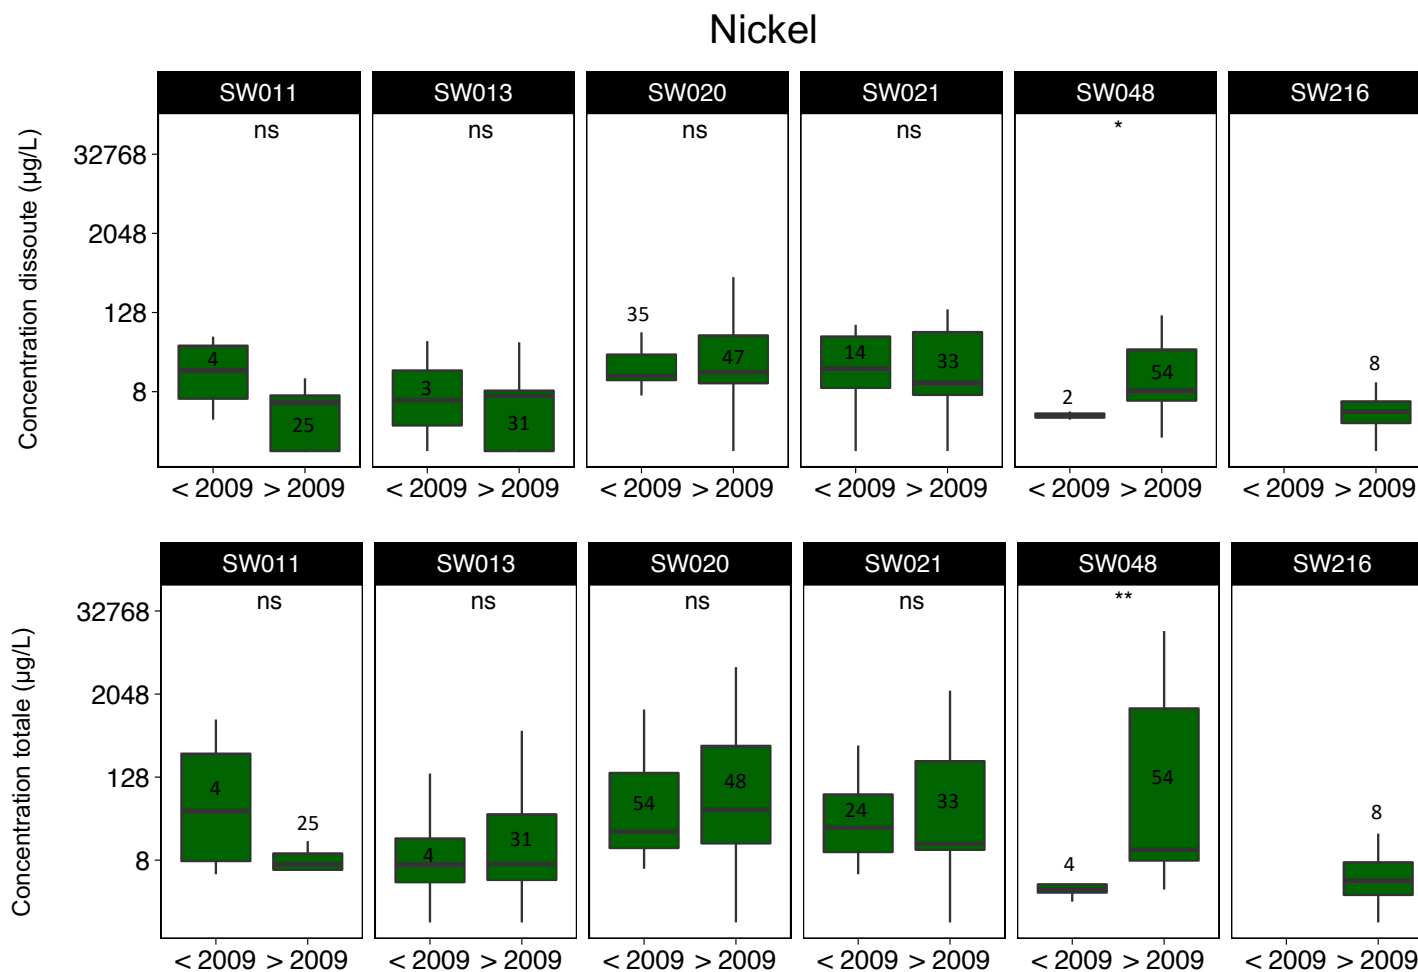 Nickel
SW011 SW013 SW020 SW021 SW048 SW216
ns ns ns ns *
Concentration dissoute (µg/L)
32768
2048
128
8
4 25 3 31 35 47 14 33 2 54 8
< 2009 > 2009 < 2009 > 2009 < 2009 > 2009 < 2009 > 2009 < 2009 > 2009 < 2009 > 2009
SW011 SW013 SW020 SW021 SW048 SW216
ns ns ns ns **
Concentration totale (µg/L)
32768
2048
128
8
4 25 4 31 54 48 24 33 4 54 8
< 2009 > 2009 < 2009 > 2009 < 2009 > 2009 < 2009 > 2009 < 2009 > 2009 < 2009 > 2009